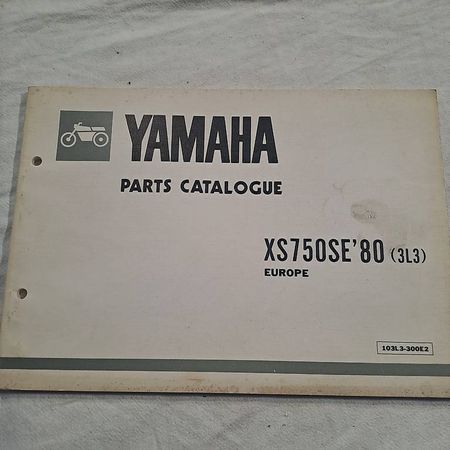 YAMAHA
PARTS CATALOGUE
XS750SE'80 (3L3)
EUROPE
103L3-300E2